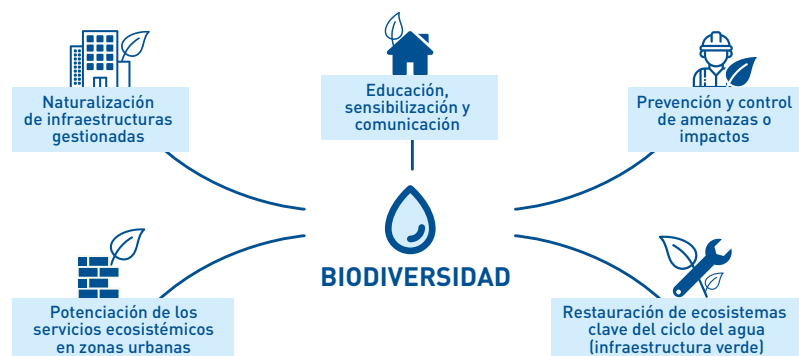 Naturalización
de infraestructuras
gestionadas
Educación,
sensibilización y
comunicación
Prevención y control
de amenazas o
impactos
BIODIVERSIDAD
Potenciación de los
servicios ecosistémicos
en zonas urbanas
Restauración de ecosistemas
clave del ciclo del agua
(infraestructura verde)